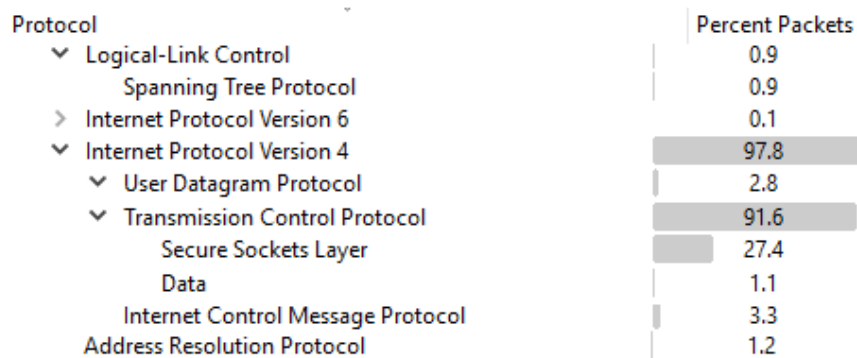 Protocol Percent Packets
Logical-Link Control 0.9
Spanning Tree Protocol 0.9
Internet Protocol Version 6 0.1
Internet Protocol Version 4 97.8
User Datagram Protocol 2.8
Transmission Control Protocol 91.6
Secure Sockets Layer 27.4
Data 1.1
Internet Control Message Protocol 3.3
Address Resolution Protocol 1.2